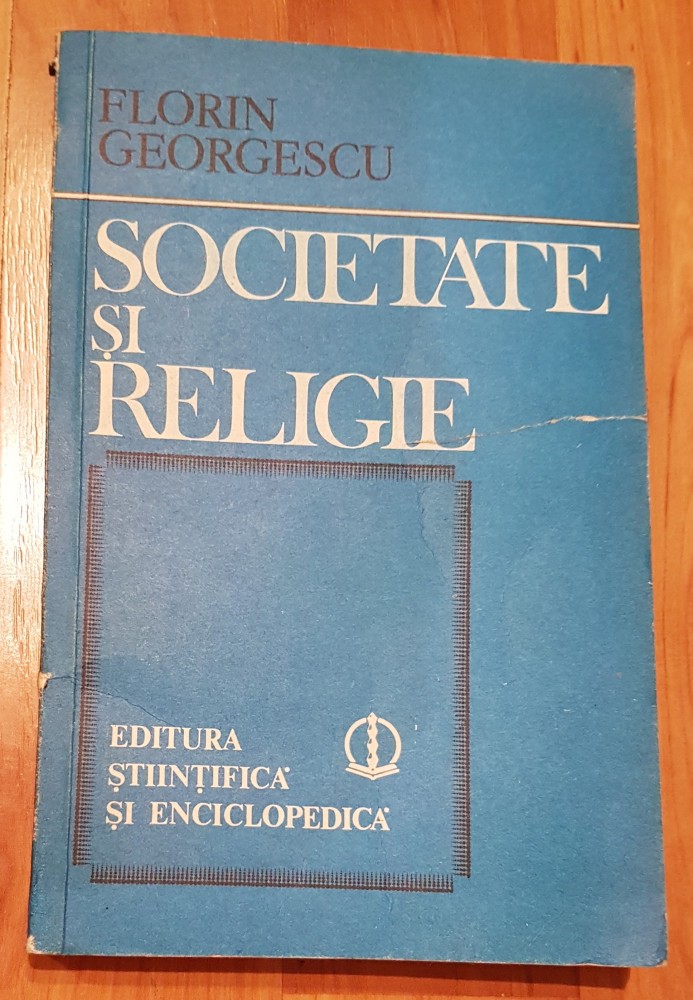 FLORIN
GEORGESCU
SOCIETATE
ȘI
RELIGIE
EDITURA
ȘTIINȚIFICĂ
ȘI ENCICLOPEDICĂ